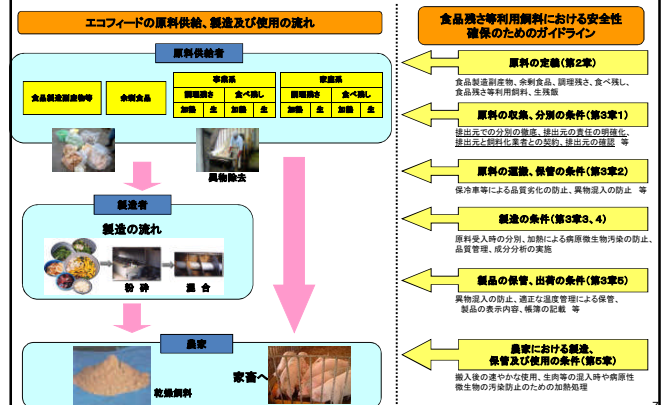 エコフィードの原料供給、製造及び使用の流れ
原料供給者
食品製造副産物等
余剰食品
事業系
家庭系
調理残さ
食べ残し
調理残さ
食べ残し
加熱
生
加熱
生
加熱
生
加熱
生
異物除去
製造者
製造の流れ
粉 砕
混 合
農家
乾燥飼料
家畜へ
食品残さ等利用飼料における安全性
確保のためのガイドライン
原料の定義(第2章)
食品製造副産物、余剰食品、調理残さ、食べ残し、
食品残さ等利用飼料、生残飯
原料の収集、分別の条件(第3章1)
排出元での分別の徹底、排出元の責任の明確化、
排出元と飼料化業者との契約、排出元の確認 等
原料の運搬、保管の条件(第3章2)
保冷車等による品質劣化の防止、異物混入の防止 等
製造の条件(第3章3、4)
原料受入時の分別、加熱による病原微生物汚染の防止、
品質管理、成分分析の実施
製品の保管、出荷の条件(第3章5)
異物混入の防止、適正な温度管理による保管、
製品の表示内容、帳簿の記載 等
農家における製造、
保管及び使用の条件(第5章)
搬入後の速やかな使用、生肉等の混入時や病原性
微生物の汚染防止のための加熱処理